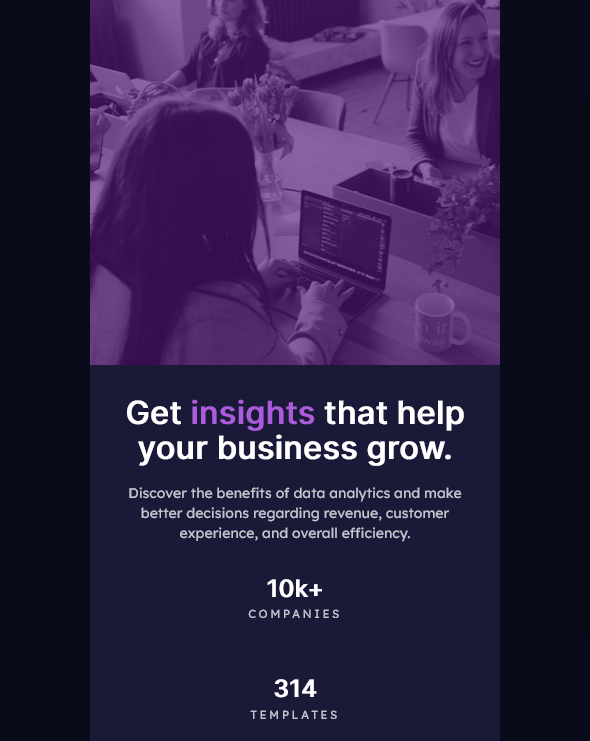 Get insights that help
your business grow.
Discover the benefits of data analytics and make
better decisions regarding revenue, customer
experience, and overall efficiency.
10k+
COMPANIES
314
TEMPLATES